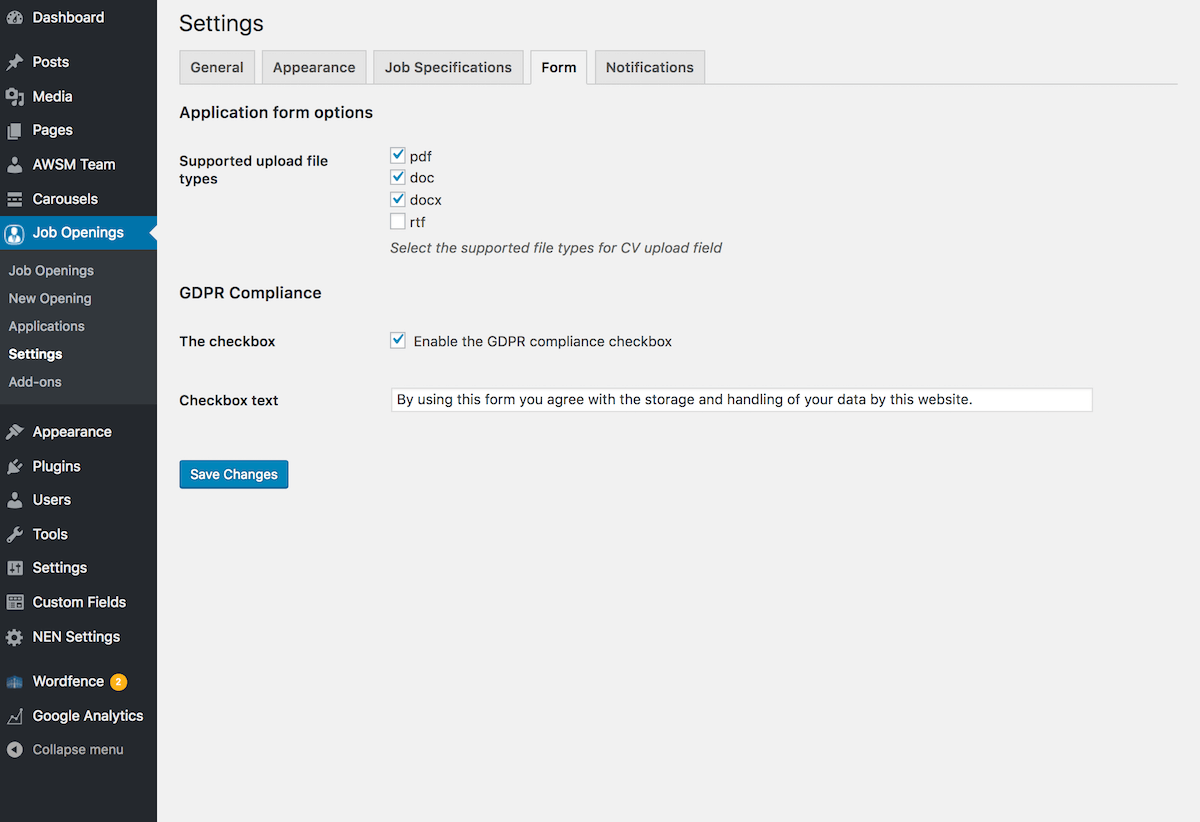 Dashboard
Posts
Media
Pages
AWSM Team
Carousels
Job Openings
Job Openings
New Opening
Applications
Settings
Add-ons
Appearance
Plugins
Users
Tools
Settings
Custom Fields
NEN Settings
Wordfence 2
Google Analytics
Collapse menu
Settings
General Appearance Job Specifications Form Notifications
Application form options
Supported upload file
types
pdf
doc
docx
rtf
Select the supported file types for CV upload field
GDPR Compliance
The checkbox Enable the GDPR compliance checkbox
Checkbox text By using this form you agree with the storage and handling of your data by this website.
Save Changes